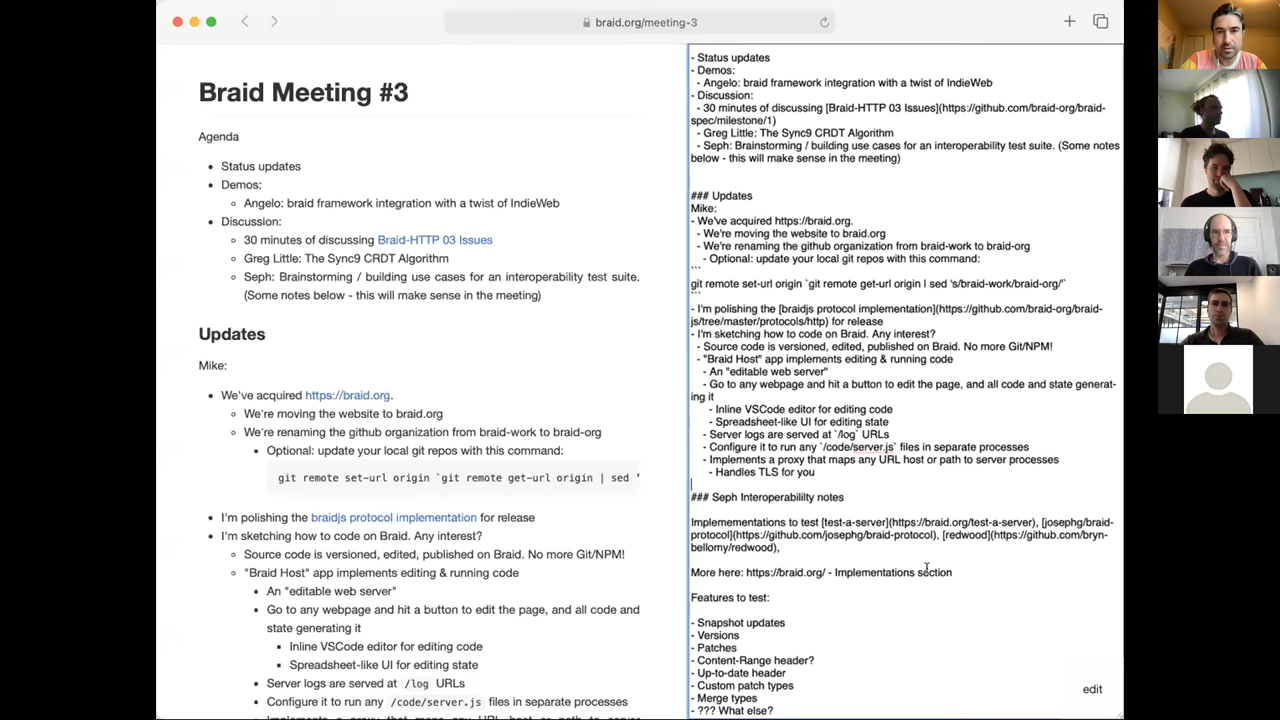 braid.org/meeting-3
Braid Meeting #3
Agenda
• Status updates
• Demos:
◦ Angelo: braid framework integration with a twist of IndieWeb
• Discussion:
◦ 30 minutes of discussing Braid-HTTP 03 Issues
◦ Greg Little: The Sync9 CRDT Algorithm
◦ Seph: Brainstorming / building use cases for an interoperability test suite.
(Some notes below - this will make sense in the meeting)
Updates
Mike:
• We've acquired https://braid.org.
◦ We're moving the website to braid.org
◦ We're renaming the github organization from braid-work to braid-org
▪ Optional: update your local git repos with this command:
git remote set-url origin `git remote get-url origin | sed '
• I'm polishing the braidjs protocol implementation for release
• I'm sketching how to code on Braid. Any interest?
◦ Source code is versioned, edited, published on Braid. No more Git/NPM!
◦ "Braid Host" app implements editing & running code
▪ An "editable web server"
▪ Go to any webpage and hit a button to edit the page, and all code and
state generating it
▪ Inline VSCode editor for editing code
▪ Spreadsheet-like UI for editing state
▪ Server logs are served at /log URLs
▪ Configure it to run any /code/server.js files in separate processes
▪ Implements a proxy that maps any URL host or path to server
- Status updates
- Demos:
- Angelo: braid framework integration with a twist of IndieWeb
- Discussion:
- 30 minutes of discussing [Braid-HTTP 03 Issues](https://github.com/braid-org/braid-
spec/milestone/1)
- Greg Little: The Sync9 CRDT Algorithm
- Seph: Brainstorming / building use cases for an interoperability test suite. (Some notes
below - this will make sense in the meeting)
### Updates
Mike:
- We've acquired https://braid.org.
- We're moving the website to braid.org
- We're renaming the github organization from braid-work to braid-org
- Optional: update your local git repos with this command:
```
git remote set-url origin `git remote get-url origin | sed 's/braid-work/braid-org/'`
```
- I'm polishing the [braidjs protocol implementation](https://github.com/braid-org/braid-
js/tree/master/protocols/http) for release
- I'm sketching how to code on Braid. Any interest?
- Source code is versioned, edited, published on Braid. No more Git/NPM!
- "Braid Host" app implements editing & running code
- An "editable web server"
- Go to any webpage and hit a button to edit the page, and all code and state generat-
ing it
- Inline VSCode editor for editing code
- Spreadsheet-like UI for editing state
- Server logs are served at `/log` URLs
- Configure it to run any `/code/server.js` files in separate processes
- Implements a proxy that maps any URL host or path to server processes
- Handles TLS for you
### Seph Interoperabililty notes
Implemementations to test [test-a-server](https://braid.org/test-a-server), [josephg/braid-
protocol](https://github.com/josephg/braid-protocol), [redwood](https://github.com/bryn-
bellomy/redwood),
More here: https://braid.org/ - Implementations section
Features to test:
- Snapshot updates
- Versions
- Patches
- Content-Range header?
- Up-to-date header
- Custom patch types
- Merge types
- ??? What else?
edit